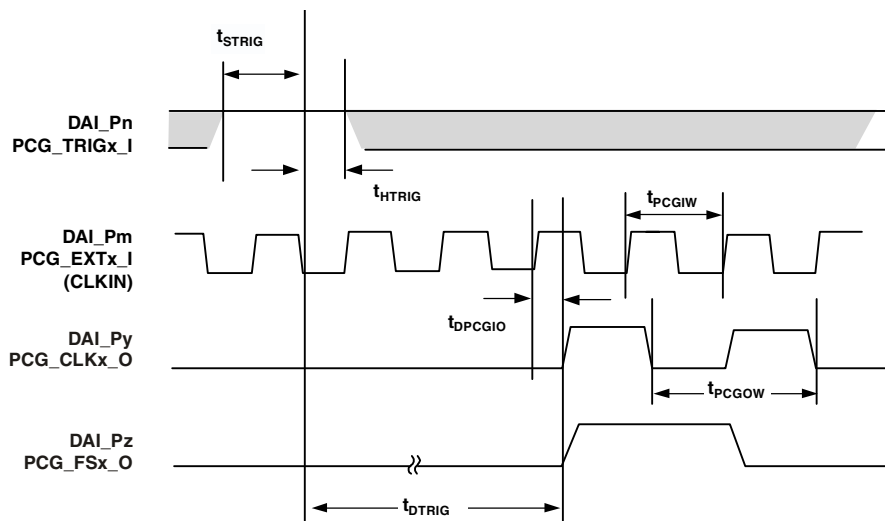 tSTRIG
DAI_Pn
PCG_TRIGx_I
tHTRIG
tPCGIW
DAI_Pm
PCG_EXTx_I
(CLKIN)
tDPCGIO
DAI_Py
PCG_CLKx_O
tPCGOW
DAI_Pz
PCG_FSx_O
tDTRIG